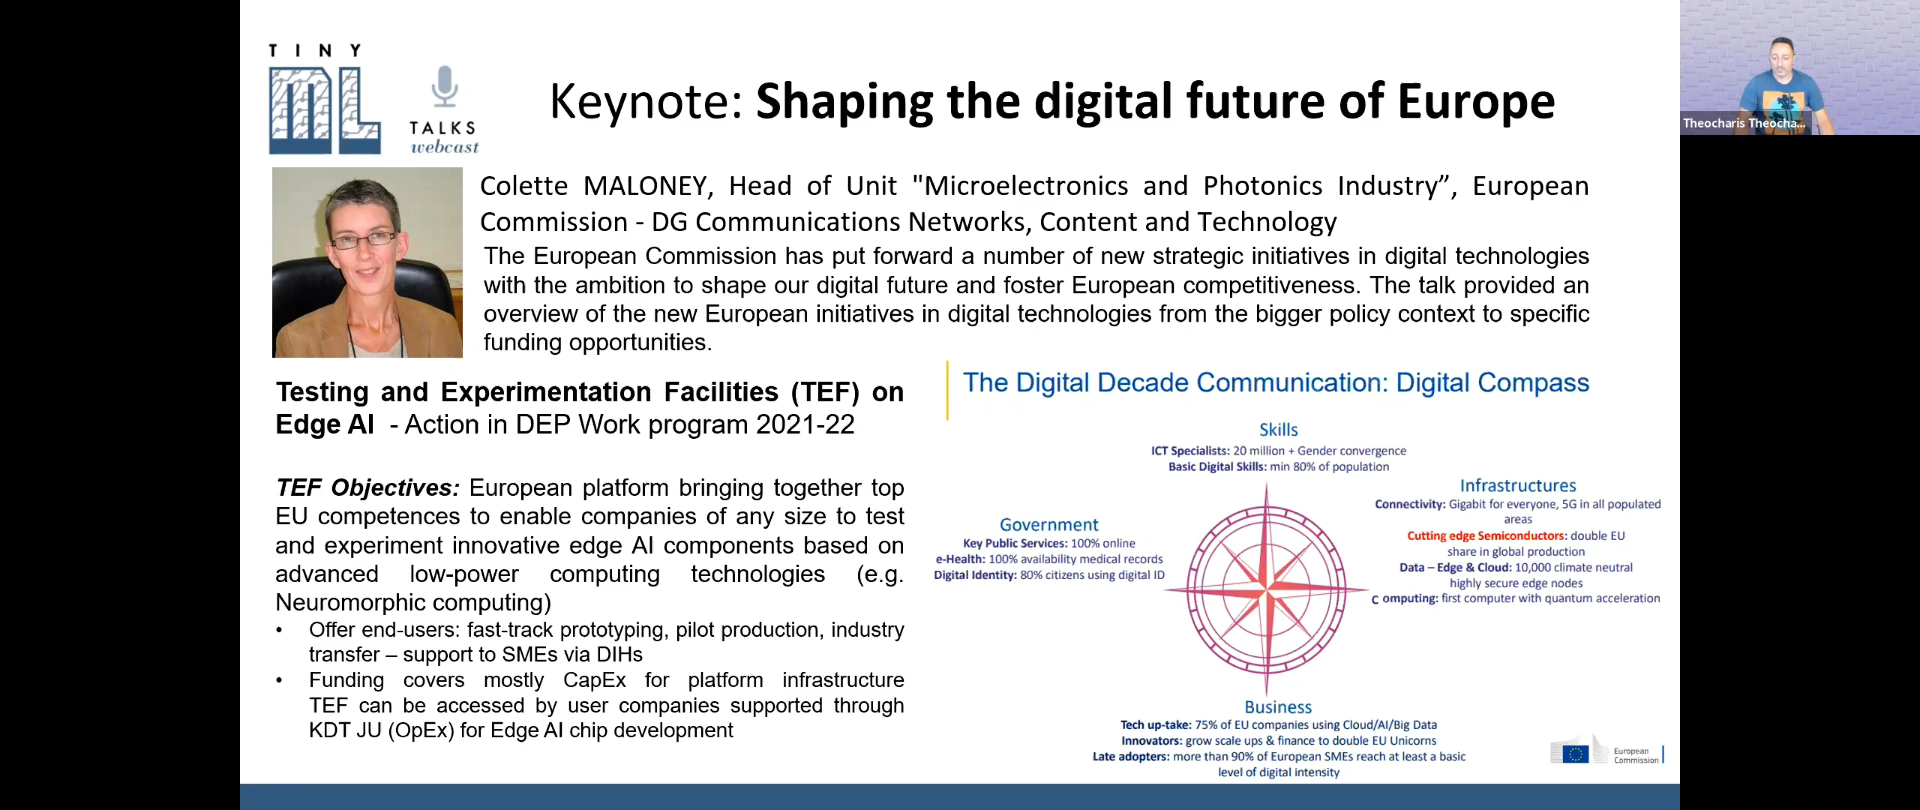 TINY
ML
TALKS
webcast
Keynote: Shaping the digital future of Europe
Theocharis Theocha...
Colette MALONEY, Head of Unit "Microelectronics and Photonics Industry”, European
Commission - DG Communications Networks, Content and Technology
The European Commission has put forward a number of new strategic initiatives in digital technologies
with the ambition to shape our digital future and foster European competitiveness. The talk provided an
overview of the new European initiatives in digital technologies from the bigger policy context to specific
funding opportunities.
Testing and Experimentation Facilities (TEF) on
Edge AI - Action in DEP Work program 2021-22
TEF Objectives: European platform bringing together top
EU competences to enable companies of any size to test
and experiment innovative edge AI components based on
advanced low-power computing technologies (e.g.
Neuromorphic computing)
• Offer end-users: fast-track prototyping, pilot production, industry
transfer – support to SMEs via DIHs
• Funding covers mostly CapEx for platform infrastructure
TEF can be accessed by user companies supported through
KDT JU (OpEx) for Edge AI chip development
The Digital Decade Communication: Digital Compass
Skills
ICT Specialists: 20 million + Gender convergence
Basic Digital Skills: min 80% of population
Infrastructures
Connectivity: Gigabit for everyone, 5G in all populated
areas
Cutting edge Semiconductors: double EU
share in global production
Data – Edge & Cloud: 10,000 climate neutral
highly secure edge nodes
C omputing: first computer with quantum acceleration
Government
Key Public Services: 100% online
e-Health: 100% availability medical records
Digital Identity: 80% citizens using digital ID
Business
Tech up-take: 75% of EU companies using Cloud/AI/Big Data
Innovators: grow scale ups & finance to double EU Unicorns
Late adopters: more than 90% of European SMEs reach at least a basic
level of digital intensity
European
Commission